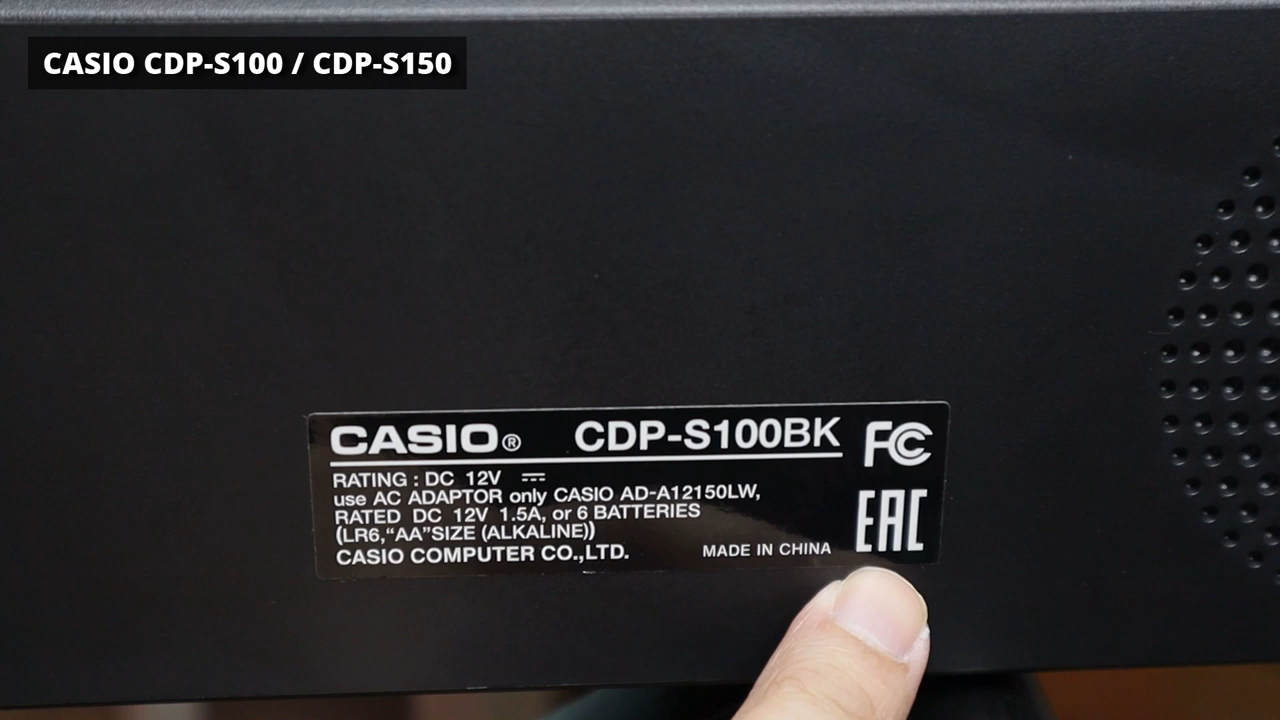 CASIO CDP-S100 / CDP-S150
CASIO® CDP-S100BK
FC
RATING : DC 12V ⎓
use AC ADAPTOR only CASIO AD-A12150LW,
RATED DC 12V 1.5A, or 6 BATTERIES
(LR6,“AA”SIZE (ALKALINE))
CASIO COMPUTER CO.,LTD. MADE IN CHINA
EAC